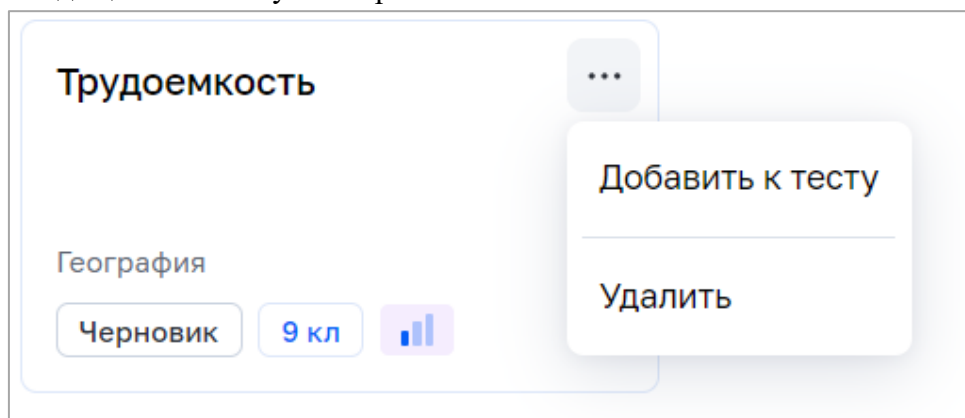 Трудоемкость
...
Добавить к тесту
География
Удалить
Черновик
9 кл